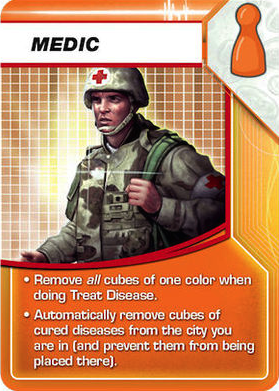 MEDIC
• Remove all cubes of one color when
doing Treat Disease.
• Automatically remove cubes of
cured diseases from the city you
are in (and prevent them from being
placed there).